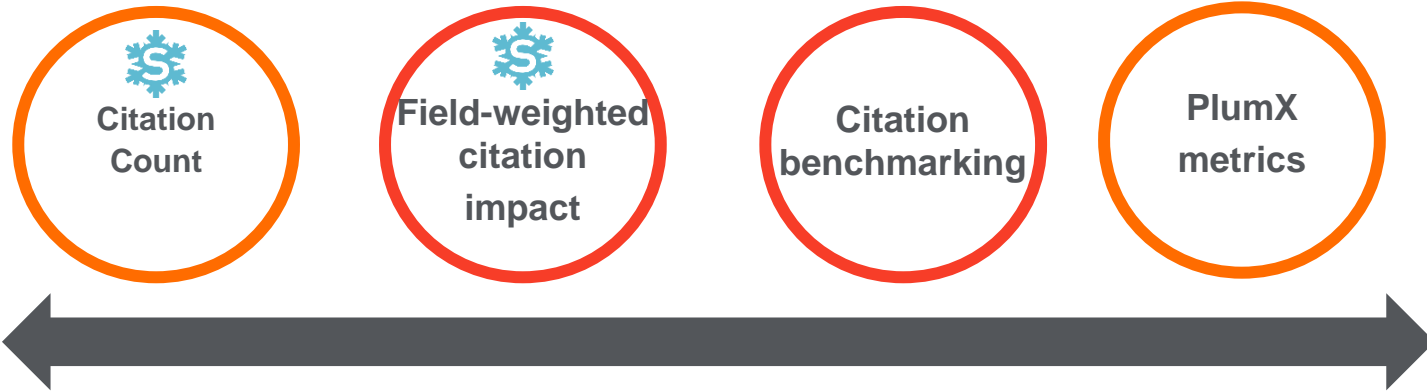 S
Citation
Count
S
Field-weighted
citation
impact
Citation
benchmarking
PlumX
metrics